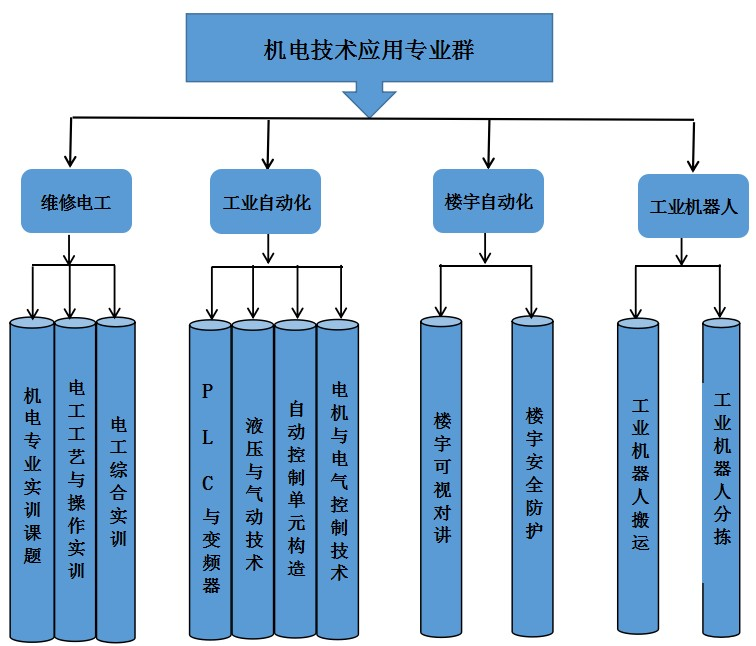 机电技术应用专业群
维修电工
工业自动化
楼宇自动化
工业机器人
机电专业实训课题
电工工艺与操作实训
电工综合实训
PLC与变频器
液压与气动技术
自动控制单元构造
电机与电气控制技术
楼宇可视对讲
楼宇安全防护
工业机器人搬运
工业机器人分拣